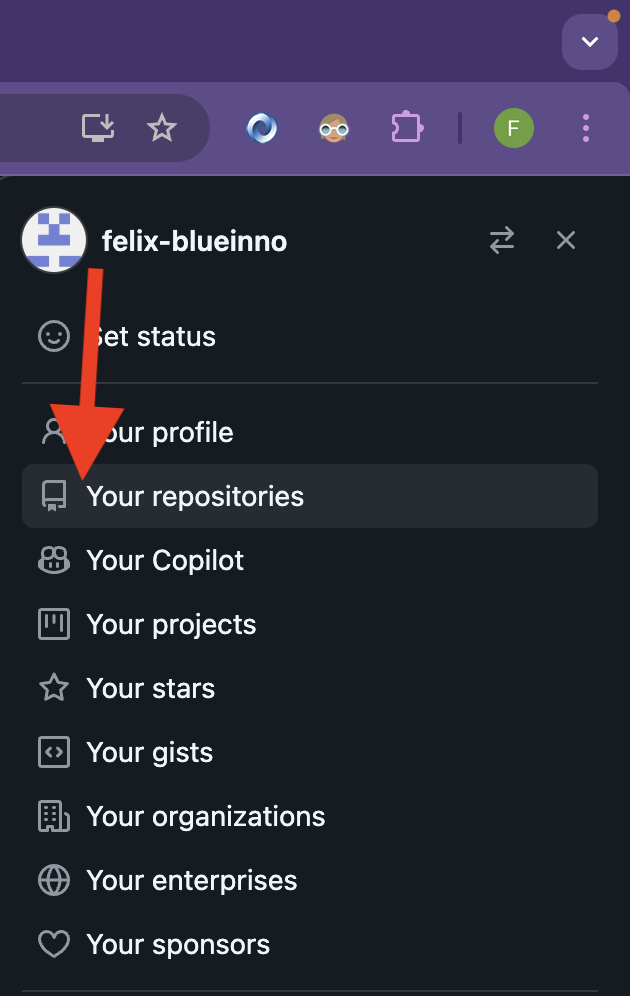 F
felix-blueinno
Set status
Your profile
Your repositories
Your Copilot
Your projects
Your stars
Your gists
Your organizations
Your enterprises
Your sponsors